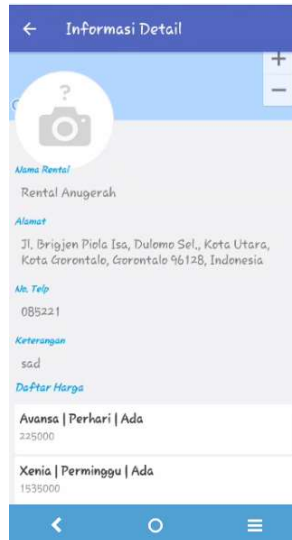 Informasi Detail
+
−
?
Nama Rental
Rental Anugerah
Alamat
Jl. Brigjen Piola Isa, Dulomo Sel., Kota Utara,
Kota Gorontalo, Gorontalo 96128, Indonesia
No. Telp
085221
Keterangan
sad
Daftar Harga
Avansa | Perhari | Ada
225000
Xenia | Perminggu | Ada
1535000